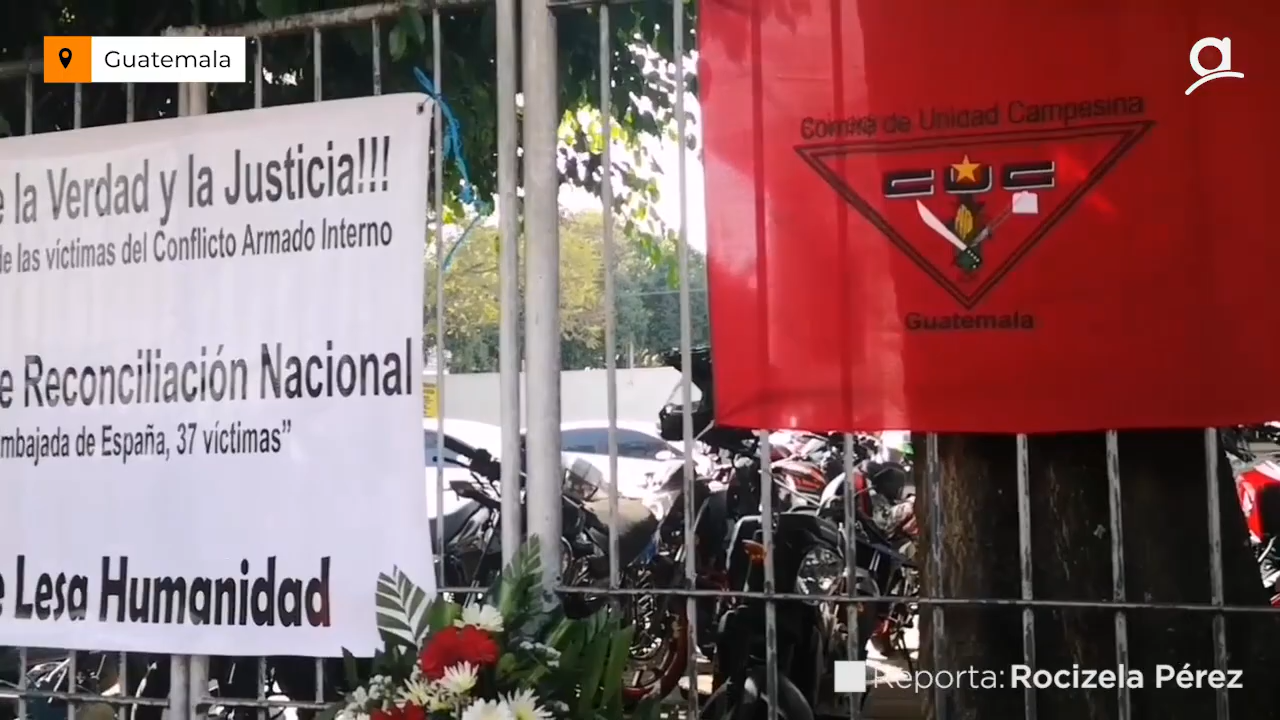 Guatemala
e la Verdad y la Justicia!!!
de las víctimas del Conflicto Armado Interno
e Reconciliación Nacional
mbajada de España, 37 víctimas”
e Lesa Humanidad
Comite de Unidad Campesina
CUC
Guatemala
Reporta: Rocizela Pérez